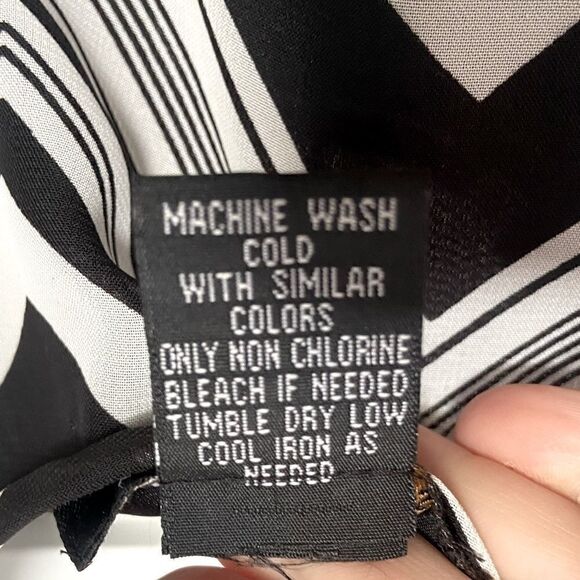 MACHINE WASH
COLD
WITH SIMILAR
COLORS
ONLY NON CHLORINE
BLEACH IF NEEDED
TUMBLE DRY LOW
COOL IRON AS
NEEDED